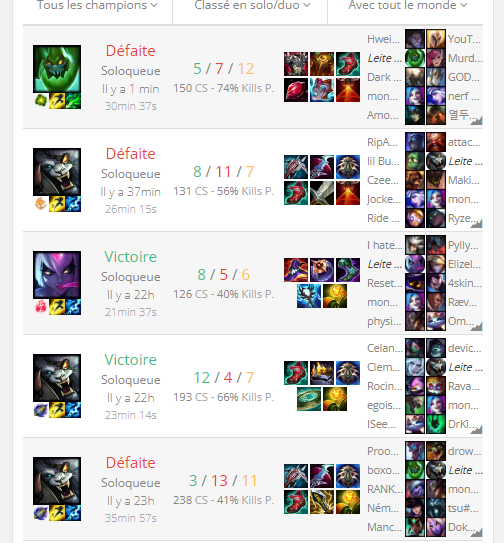 Tous les champions
Classé en solo/duo
Avec tout le monde
Défaite
Soloqueue
Il y a 1 min
30min 37s
5 / 7 / 12
150 CS - 74% Kills P.
Hwei...
YouT...
Leite ...
Murd...
Dark ...
GOD...
mon...
nerf ...
Amo...
열두...
Défaite
Soloqueue
Il y a 37min
26min 15s
8 / 11 / 7
131 CS - 56% Kills P.
RipA...
attac...
lil Bu...
Leite ...
Czee...
Maki...
Jocke...
mon...
Ride ...
Ryze...
Victoire
Soloqueue
Il y a 22h
21min 37s
8 / 5 / 6
126 CS - 40% Kills P.
I hate...
Pylly...
Leite ...
Elizel...
Reset...
4skin...
mon...
Ræv...
physi...
Om...
Victoire
Soloqueue
Il y a 22h
23min 14s
12 / 4 / 7
193 CS - 66% Kills P.
Celan...
devic...
Clem...
Leite ...
Rocin...
Rava...
egois...
mon...
ISee...
DrKi...
Défaite
Soloqueue
Il y a 23h
35min 57s
3 / 13 / 11
238 CS - 41% Kills P.
Proo...
drow...
boxo...
Leite ...
RANK...
mon...
Ném...
tsu#...
Manc...
Dok...